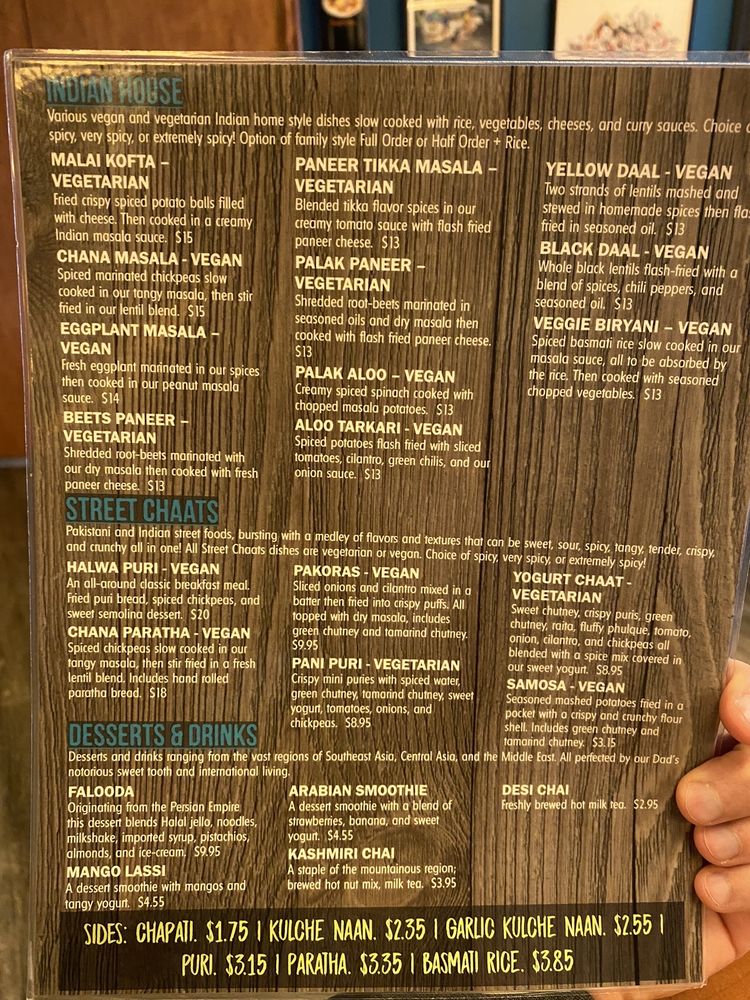 INDIAN HOUSE
Various vegan and vegetarian Indian home style dishes slow cooked with rice, vegetables, cheeses, and curry sauces. Choice
spicy, very spicy, or extremely spicy! Option of family style Full Order or Half Order + Rice.
MALAI KOFTA –
VEGETARIAN
Fried crispy spiced potato balls filled
with cheese. Then cooked in a creamy
Indian masala sauce. $15
CHANA MASALA - VEGAN
Spiced marinated chickpeas slow
cooked in our tangy masala, then stir
fried in our lentil blend. $15
EGGPLANT MASALA –
VEGAN
Fresh eggplant marinated in our spices
then cooked in our peanut masala
sauce. $14
BEETS PANEER –
VEGETARIAN
Shredded root-beets marinated with
our dry masala then cooked with fresh
paneer cheese. $13
PANEER TIKKA MASALA –
VEGETARIAN
Blended tikka flavor spices in our
creamy tomato sauce with flash fried
paneer cheese. $13
PALAK PANEER –
VEGETARIAN
Shredded root-beets marinated in
seasoned oils and dry masala then
cooked with flash fried paneer cheese.
$13
PALAK ALOO – VEGAN
Creamy spiced spinach cooked with
chopped masala potatoes. $13
ALOO TARKARI - VEGAN
Spiced potatoes flash fried with sliced
tomatoes, cilantro, green chilis, and our
onion sauce. $13
YELLOW DAAL - VEGAN
Two strands of lentils mashed and
stewed in homemade spices then
fried in seasoned oil. $13
BLACK DAAL - VEGAN
Whole black lentils flash-fried with a
blend of spices, chili peppers, and
seasoned oil. $13
VEGGIE BIRYANI – VEGAN
Spiced basmati rice slow cooked in our
masala sauce, all to be absorbed by
the rice. Then cooked with seasoned
chopped vegetables. $13
STREET CHAATS
Pakistani and Indian street foods, bursting with a medley of flavors and textures that can be sweet, sour, spicy, tangy, tender, crispy,
and crunchy all in one! All Street Chaats dishes are vegetarian or vegan. Choice of spicy, very spicy, or extremely spicy!
HALWA PURI - VEGAN
An all-around classic breakfast meal.
Fried puri bread, spiced chickpeas, and
sweet semolina dessert. $20
CHANA PARATHA - VEGAN
Spiced chickpeas slow cooked in our
tangy masala, then stir fried in a fresh
lentil blend. Includes hand rolled
paratha bread. $18
PAKORAS - VEGAN
Sliced onions and cilantro mixed in a
batter then fried into crispy puffs. All
topped with dry masala, includes
green chutney and tamarind chutney.
$9.95
PANI PURI - VEGETARIAN
Crispy mini puries with spiced water,
green chutney, tamarind chutney, sweet
yogurt, tomatoes, onions, and
chickpeas. $8.95
YOGURT CHAAT -
VEGETARIAN
Sweet chutney, crispy puris, green
chutney, raita, fluffy phulque, tomato,
onion, cilantro, and chickpeas all
blended with a spice mix covered in
our sweet yogurt. $8.95
SAMOSA - VEGAN
Seasoned mashed potatoes fried in a
pocket with a crispy and crunchy flour
shell. Includes green chutney and
tamarind chutney. $3.15
DESSERTS & DRINKS
Desserts and drinks ranging from the vast regions of Southeast Asia, Central Asia, and the Middle East. All perfected by our Dad's
notorious sweet tooth and international living.
FALOODA
Originating from the Persian Empire
this dessert blends Halal jello, noodles,
milkshake, imported syrup, pistachios,
almonds, and ice-cream. $9.95
MANGO LASSI
A dessert smoothie with mangos and
tangy yogurt. $4.55
ARABIAN SMOOTHIE
A dessert smoothie with a blend of
strawberries, banana, and sweet
yogurt. $4.55
KASHMIRI CHAI
A staple of the mountainous region;
brewed hot nut mix, milk tea. $3.95
DESI CHAI
Freshly brewed hot milk tea. $2.95
SIDES: CHAPATI. $1.75 | KULCHE NAAN. $2.35 | GARLIC KULCHE NAAN. $2.55 |
PURI. $3.15 | PARATHA. $3.35 | BASMATI RICE. $3.85